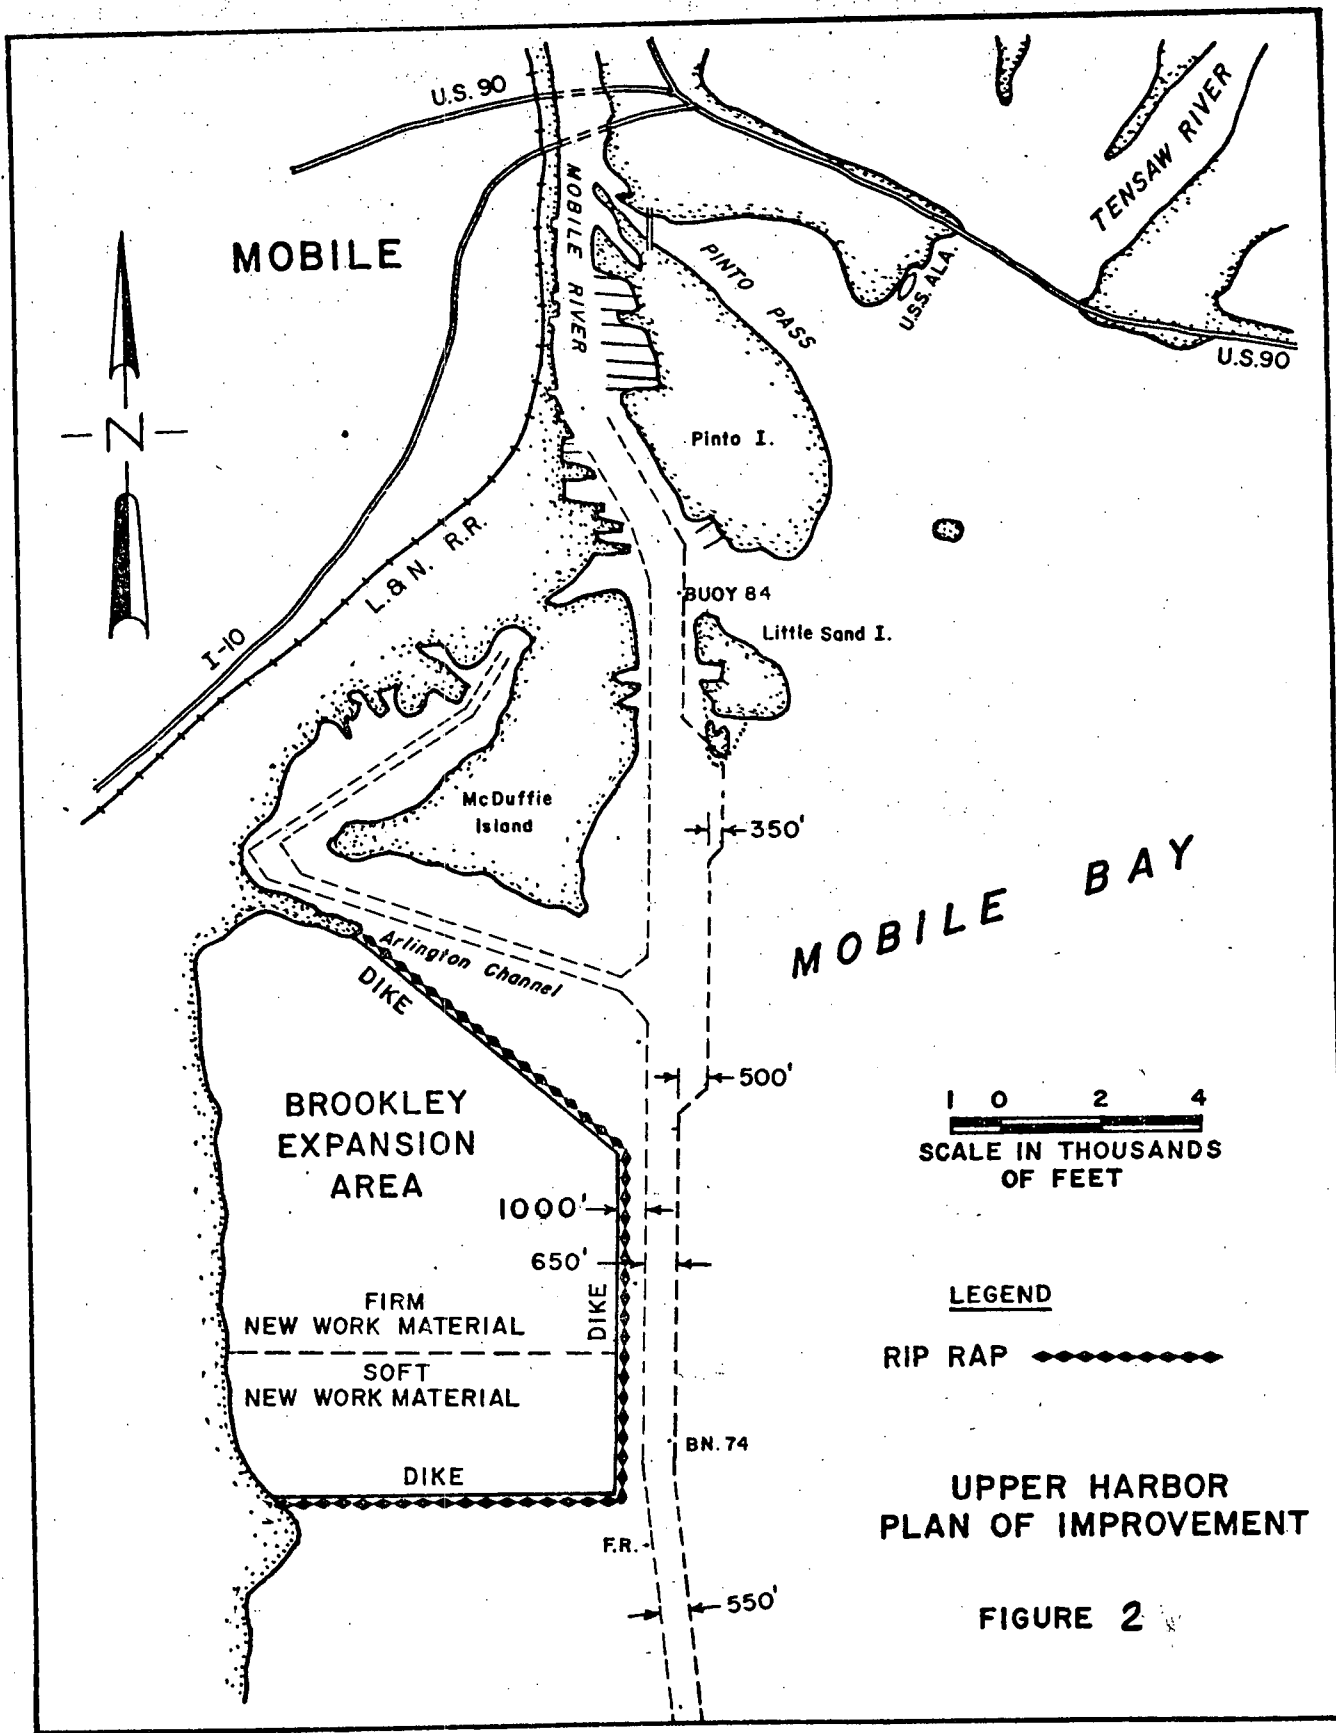 U.S. 90
TENSAW RIVER
MOBILE
MOBILE RIVER
PINTO PASS
U.S.S. ALA.
U.S.90
N
Pinto I.
L. & N. R.R.
BUOY 84
I-10
Little Sand I.
McDuffie
Island
350'
MOBILE BAY
Arlington Channel
DIKE
500'
BROOKLEY
EXPANSION
AREA
1 0 2 4
SCALE IN THOUSANDS
OF FEET
1000'
650'
DIKE
LEGEND
FIRM
NEW WORK MATERIAL
RIP RAP
SOFT
NEW WORK MATERIAL
BN. 74
DIKE
UPPER HARBOR
PLAN OF IMPROVEMENT
F.R.
550'
FIGURE 2